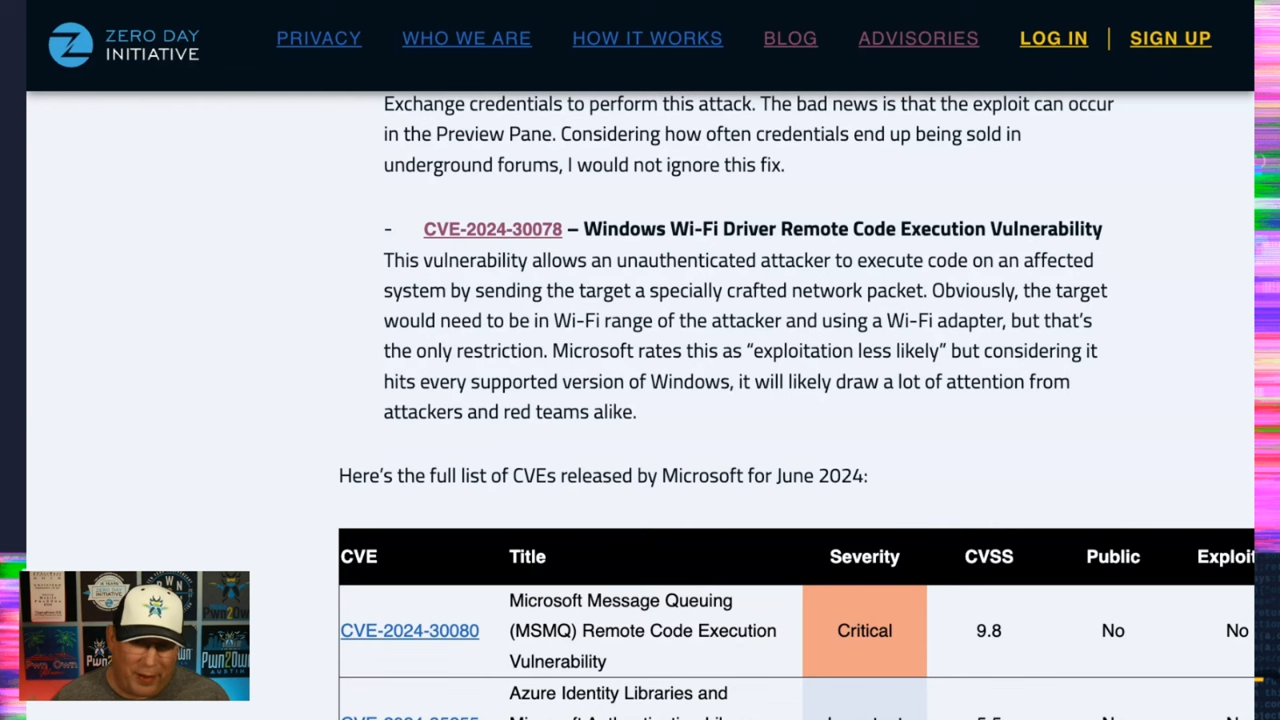 ZERO DAY
INITIATIVE
PRIVACY WHO WE ARE HOW IT WORKS BLOG ADVISORIES LOG IN | SIGN UP
Exchange credentials to perform this attack. The bad news is that the exploit can occur
in the Preview Pane. Considering how often credentials end up being sold in
underground forums, I would not ignore this fix.
- CVE-2024-30078 – Windows Wi-Fi Driver Remote Code Execution Vulnerability
This vulnerability allows an unauthenticated attacker to execute code on an affected
system by sending the target a specially crafted network packet. Obviously, the target
would need to be in Wi-Fi range of the attacker and using a Wi-Fi adapter, but that's
the only restriction. Microsoft rates this as “exploitation less likely” but considering it
hits every supported version of Windows, it will likely draw a lot of attention from
attackers and red teams alike.
Here's the full list of CVEs released by Microsoft for June 2024:
CVE Title Severity CVSS Public Exploit
CVE-2024-30080 Microsoft Message Queuing (MSMQ) Remote Code Execution Vulnerability Critical 9.8 No No
Azure Identity Libraries and
Pwn2Own
AUSTIN